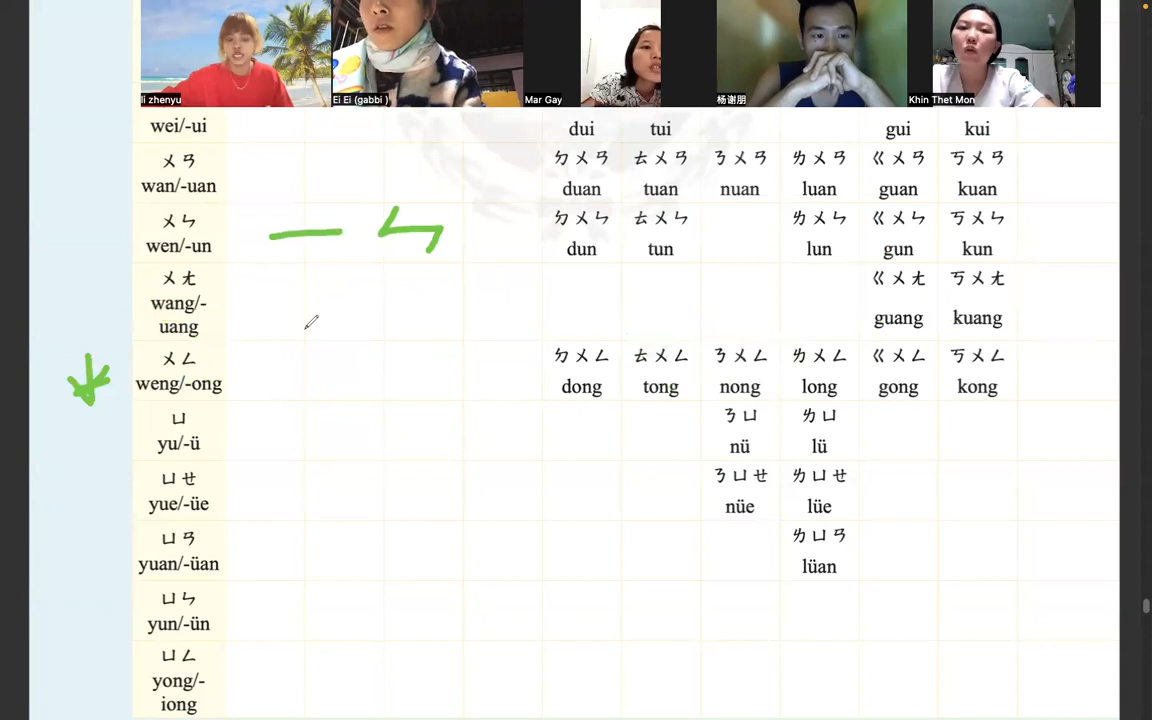 li zhenyu
Ei Ei (gabbi )
Mar Gay
杨谢朋
Khin Thet Mon
wei/-ui dui tui gui kui
ㄨㄢ ㄉㄨㄢ ㄊㄨㄢ ㄋㄨㄢ ㄌㄨㄢ ㄍㄨㄢ ㄎㄨㄢ
wan/-uan duan tuan nuan luan guan kuan
ㄨㄣ ㄧ ㄣ ㄉㄨㄣ ㄊㄨㄣ ㄌㄨㄣ ㄍㄨㄣ ㄎㄨㄣ
wen/-un dun tun lun gun kun
ㄨㄤ ㄍㄨㄤ ㄎㄨㄤ
wang/-
uang guang kuang
ㄨㄥ ㄉㄨㄥ ㄊㄨㄥ ㄋㄨㄥ ㄌㄨㄥ ㄍㄨㄥ ㄎㄨㄥ
weng/-ong dong tong nong long gong kong
ㄩ ㄋㄩ ㄌㄩ
yu/-ü nü lü
ㄩㄝ ㄋㄩㄝ ㄌㄩㄝ
yue/-üe nüe lüe
ㄩㄢ ㄌㄩㄢ
yuan/-üan lüan
ㄩㄣ
yun/-ün
ㄩㄥ
yong/-
iong